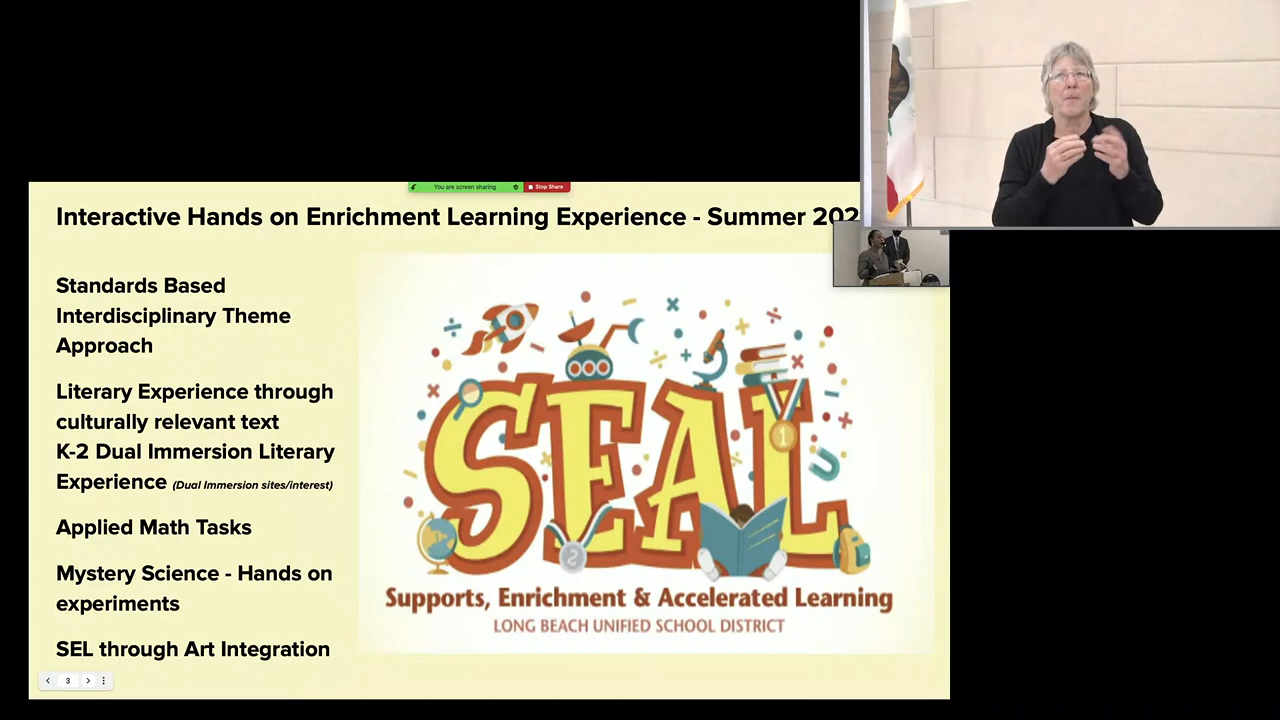 You are screen sharing
Stop Share
Interactive Hands on Enrichment Learning Experience - Summer 202
Standards Based
Interdisciplinary Theme
Approach
Literary Experience through
culturally relevant text
K-2 Dual Immersion Literary
Experience (Dual Immersion sites/interest)
Applied Math Tasks
Mystery Science - Hands on
experiments
SEL through Art Integration
SEAL
1
2
Supports, Enrichment & Accelerated Learning
LONG BEACH UNIFIED SCHOOL DISTRICT
3